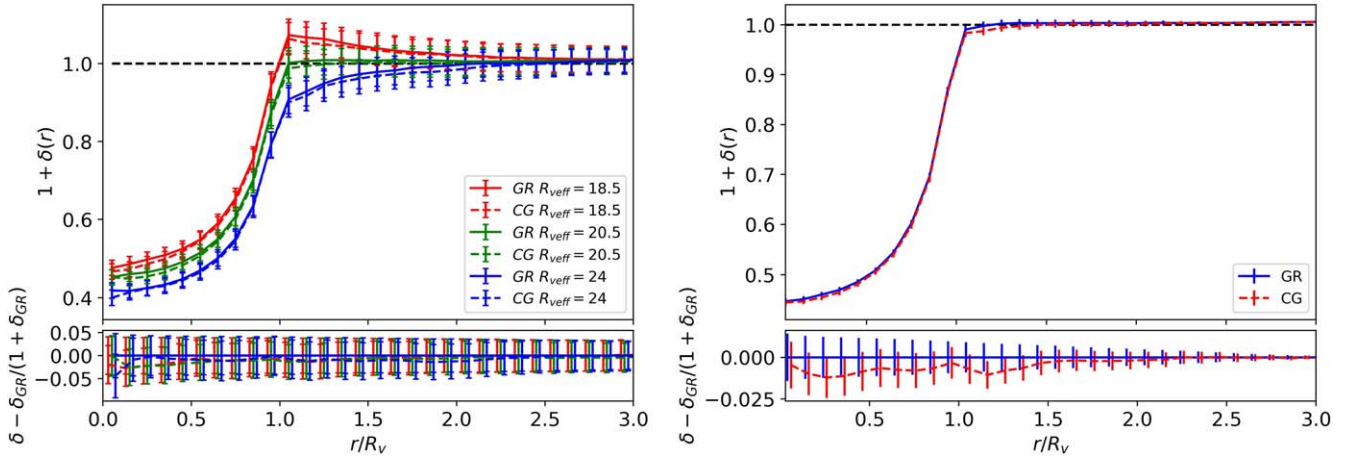 1 + δ(r)
1.0
0.8
0.6
0.4
GR R_veff = 18.5
CG R_veff = 18.5
GR R_veff = 20.5
CG R_veff = 20.5
GR R_veff = 24
CG R_veff = 24
δ − δ_GR/(1 + δ_GR)
0.05
0.00
−0.05
0.0 0.5 1.0 1.5 2.0 2.5 3.0
r/R_v
1 + δ(r)
1.0
0.9
0.8
0.7
0.6
0.5
GR
CG
δ − δ_GR/(1 + δ_GR)
0.000
−0.025
0.5 1.0 1.5 2.0 2.5 3.0
r/R_v